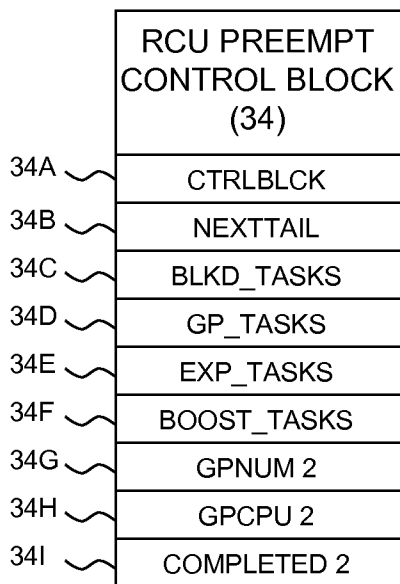 RCU PREEMPT
CONTROL BLOCK
(34)
34A CTRLBLCK
34B NEXTTAIL
34C BLKD_TASKS
34D GP_TASKS
34E EXP_TASKS
34F BOOST_TASKS
34G GPNUM 2
34H GPCPU 2
34I COMPLETED 2